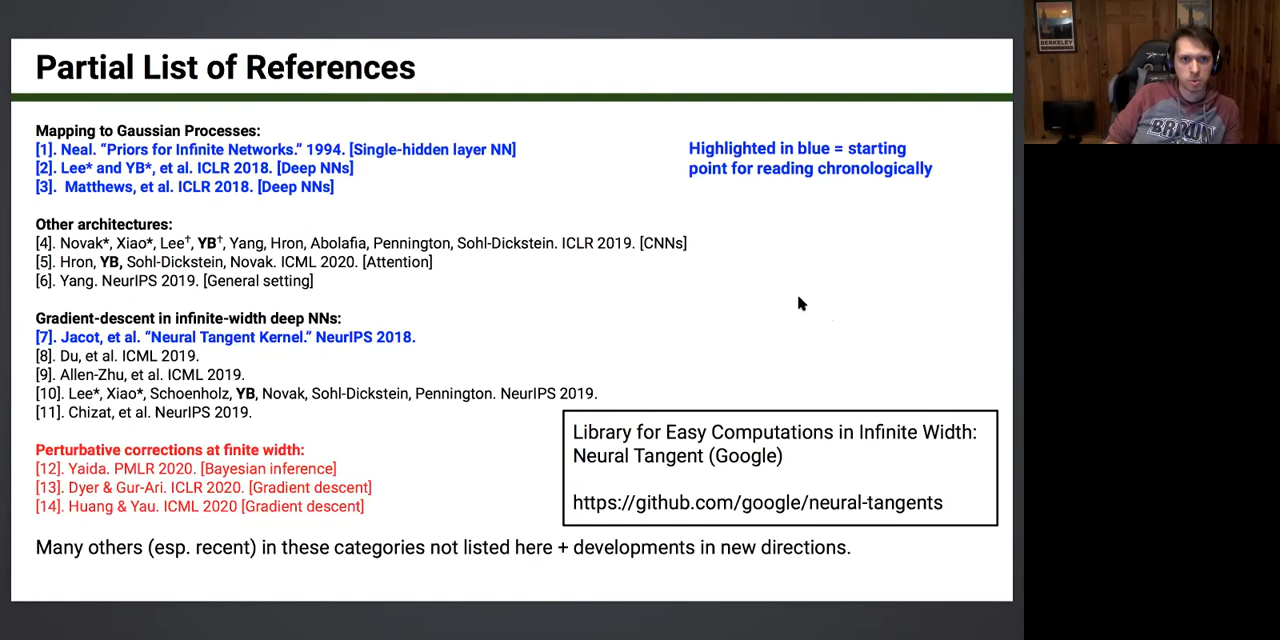 Partial List of References
Mapping to Gaussian Processes:
[1]. Neal. “Priors for Infinite Networks.” 1994. [Single-hidden layer NN]
[2]. Lee* and YB*, et al. ICLR 2018. [Deep NNs]
[3]. Matthews, et al. ICLR 2018. [Deep NNs]
Highlighted in blue = starting
point for reading chronologically
Other architectures:
[4]. Novak*, Xiao*, Lee†, YB†, Yang, Hron, Abolafia, Pennington, Sohl-Dickstein. ICLR 2019. [CNNs]
[5]. Hron, YB, Sohl-Dickstein, Novak. ICML 2020. [Attention]
[6]. Yang. NeurIPS 2019. [General setting]
Gradient-descent in infinite-width deep NNs:
[7]. Jacot, et al. “Neural Tangent Kernel.” NeurIPS 2018.
[8]. Du, et al. ICML 2019.
[9]. Allen-Zhu, et al. ICML 2019.
[10]. Lee*, Xiao*, Schoenholz, YB, Novak, Sohl-Dickstein, Pennington. NeurIPS 2019.
[11]. Chizat, et al. NeurIPS 2019.
Perturbative corrections at finite width:
[12]. Yaida. PMLR 2020. [Bayesian inference]
[13]. Dyer & Gur-Ari. ICLR 2020. [Gradient descent]
[14]. Huang & Yau. ICML 2020 [Gradient descent]
Library for Easy Computations in Infinite Width:
Neural Tangent (Google)
https://github.com/google/neural-tangents
Many others (esp. recent) in these categories not listed here + developments in new directions.
BERKELEY
BROWN